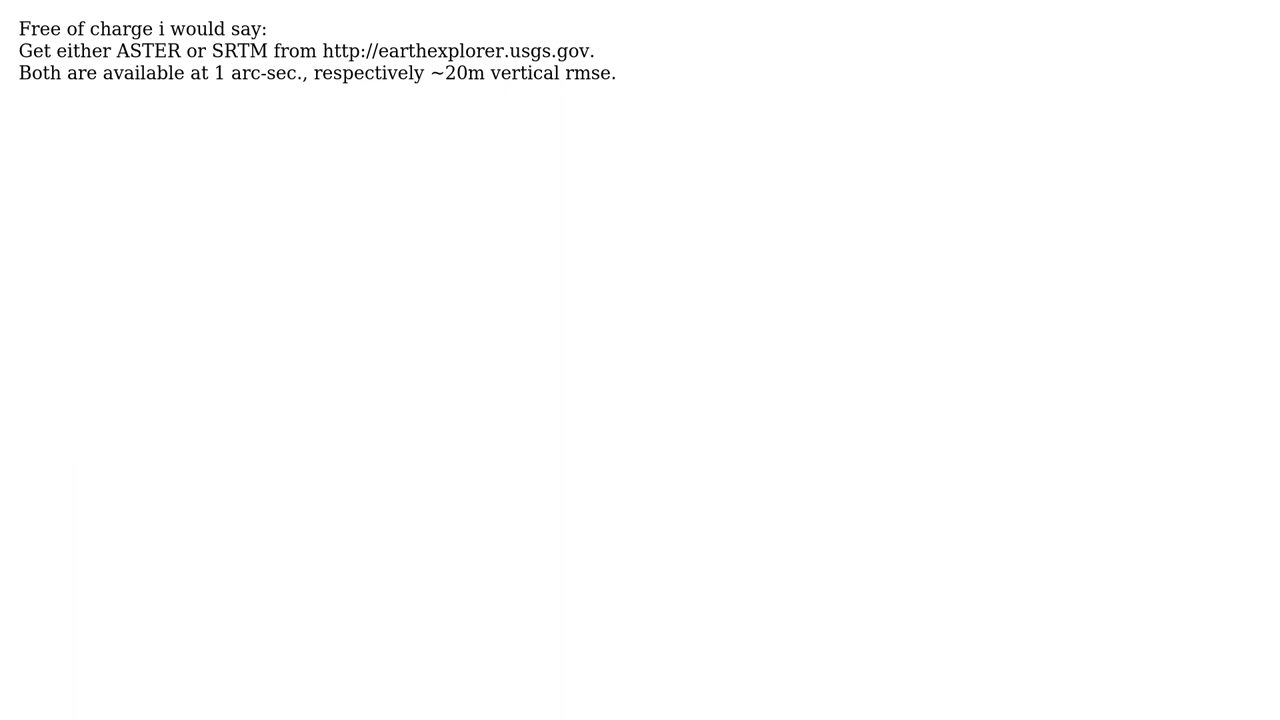 Free of charge i would say:
Get either ASTER or SRTM from http://earthexplorer.usgs.gov.
Both are available at 1 arc-sec., respectively ~20m vertical rmse.